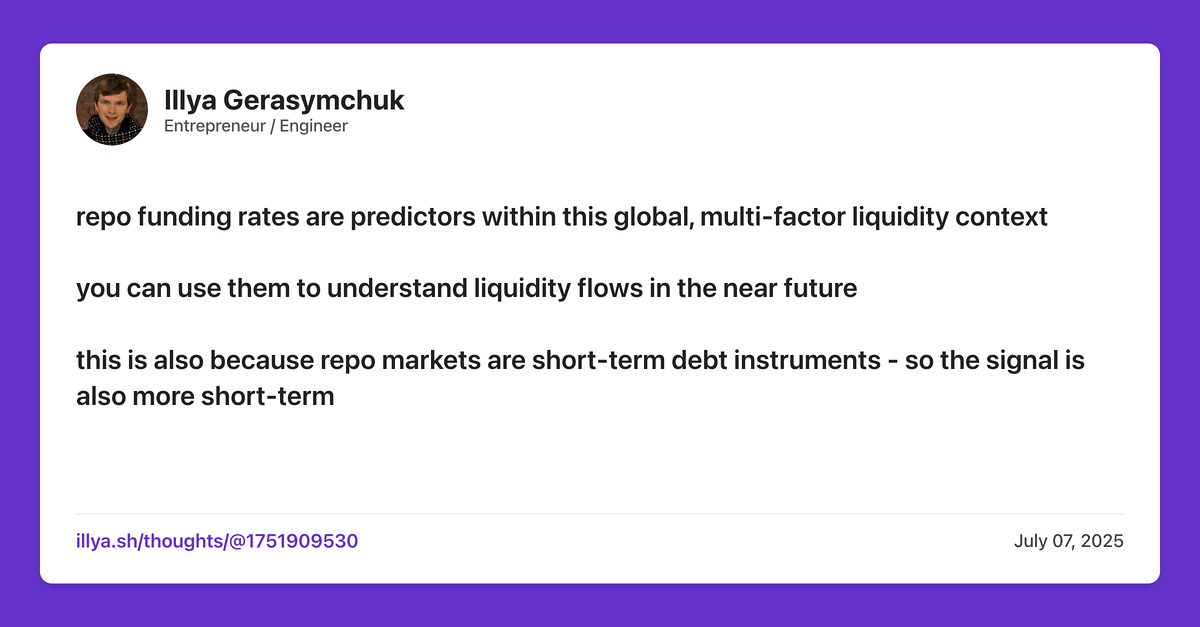 Illya Gerasymchuk
Entrepreneur / Engineer
repo funding rates are predictors within this global, multi-factor liquidity context
you can use them to understand liquidity flows in the near future
this is also because repo markets are short-term debt instruments - so the signal is
also more short-term
illya.sh/thoughts/@1751909530
July 07, 2025